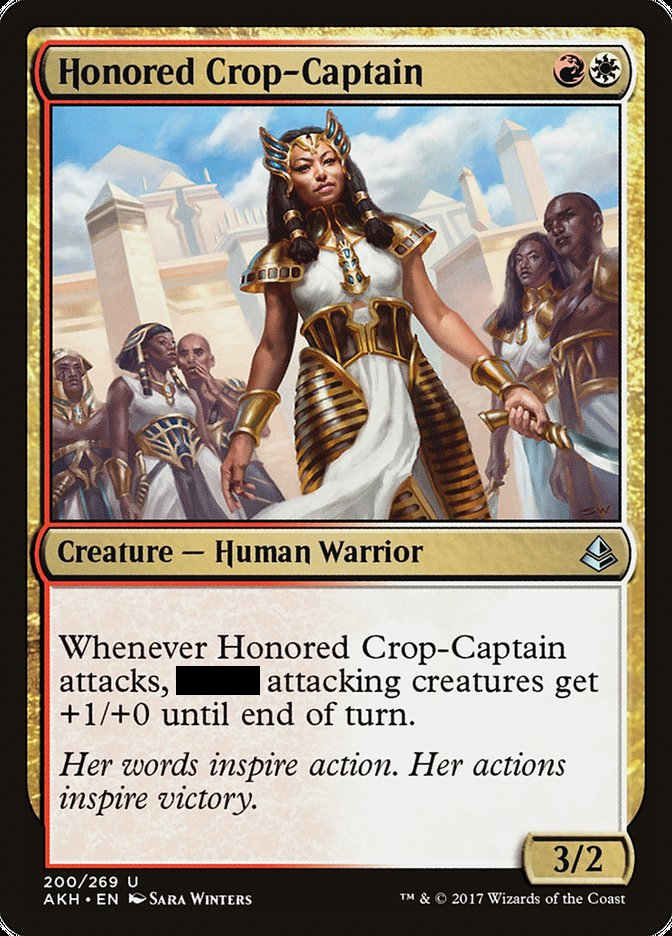 Honored Crop-Captain
SW
Creature — Human Warrior
Whenever Honored Crop-Captain
attacks, attacking creatures get
+1/+0 until end of turn.
Her words inspire action. Her actions
inspire victory.
3/2
200/269 U
AKH • EN Sara Winters
™ & © 2017 Wizards of the Coast